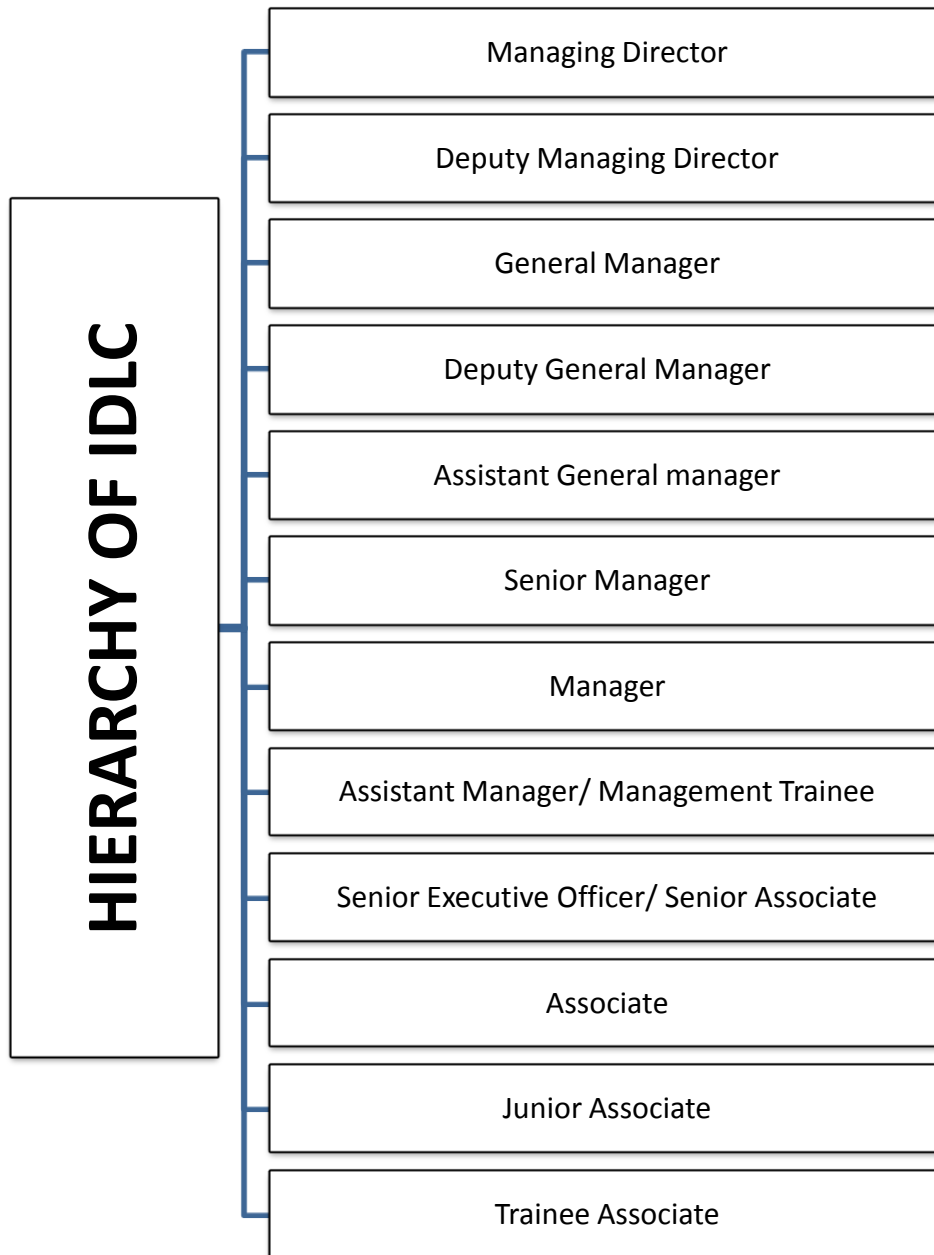 HIERARCHY OF IDLC
Managing Director
Deputy Managing Director
General Manager
Deputy General Manager
Assistant General manager
Senior Manager
Manager
Assistant Manager/ Management Trainee
Senior Executive Officer/ Senior Associate
Associate
Junior Associate
Trainee Associate